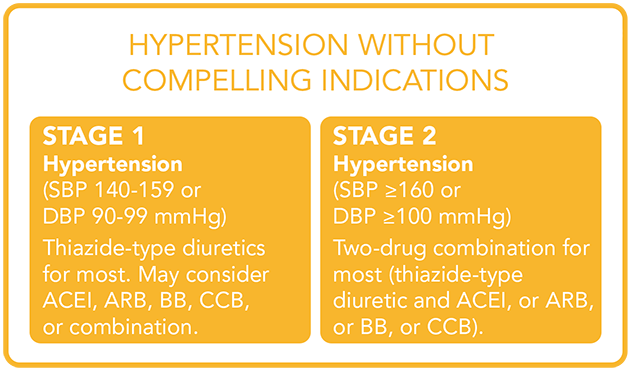 HYPERTENSION WITHOUT
COMPELLING INDICATIONS
STAGE 1
Hypertension
(SBP 140-159 or
DBP 90-99 mmHg)
Thiazide-type diuretics
for most. May consider
ACEI, ARB, BB, CCB,
or combination.
STAGE 2
Hypertension
(SBP ≥160 or
DBP ≥100 mmHg)
Two-drug combination for
most (thiazide-type
diuretic and ACEI, or ARB,
or BB, or CCB).